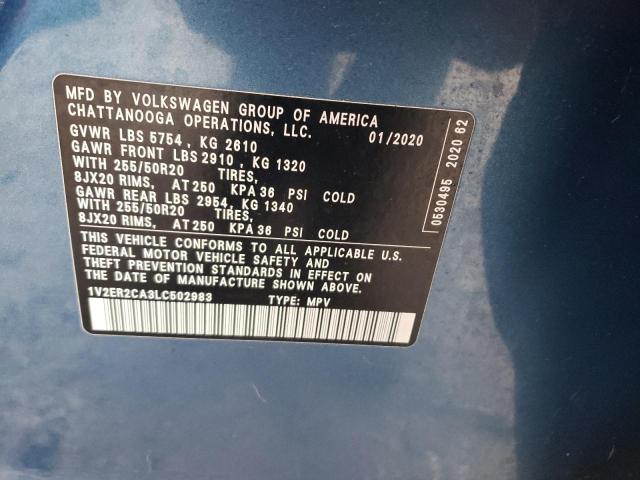 MFD BY VOLKSWAGEN GROUP OF AMERICA
CHATTANOOGA OPERATIONS, LLC. 01/2020
GVWR LBS 5754 , KG 2610
GAWR FRONT LBS 2910 , KG 1320
WITH 255/50R20 TIRES,
8JX20 RIMS, AT 250 KPA 36 PSI COLD
GAWR REAR LBS 2954, KG 1340
WITH 255/50R20 TIRES,
8JX20 RIMS, AT 250 KPA 36 PSI COLD
THIS VEHICLE CONFORMS TO ALL APPLICABLE U.S.
FEDERAL MOTOR VEHICLE SAFETY AND
THEFT PREVENTION STANDARDS IN EFFECT ON
THE DATE OF MANUFACTURE SHOWN ABOVE.
1V2ER2CA3LC502983 TYPE: MPV
0530495 2020 62